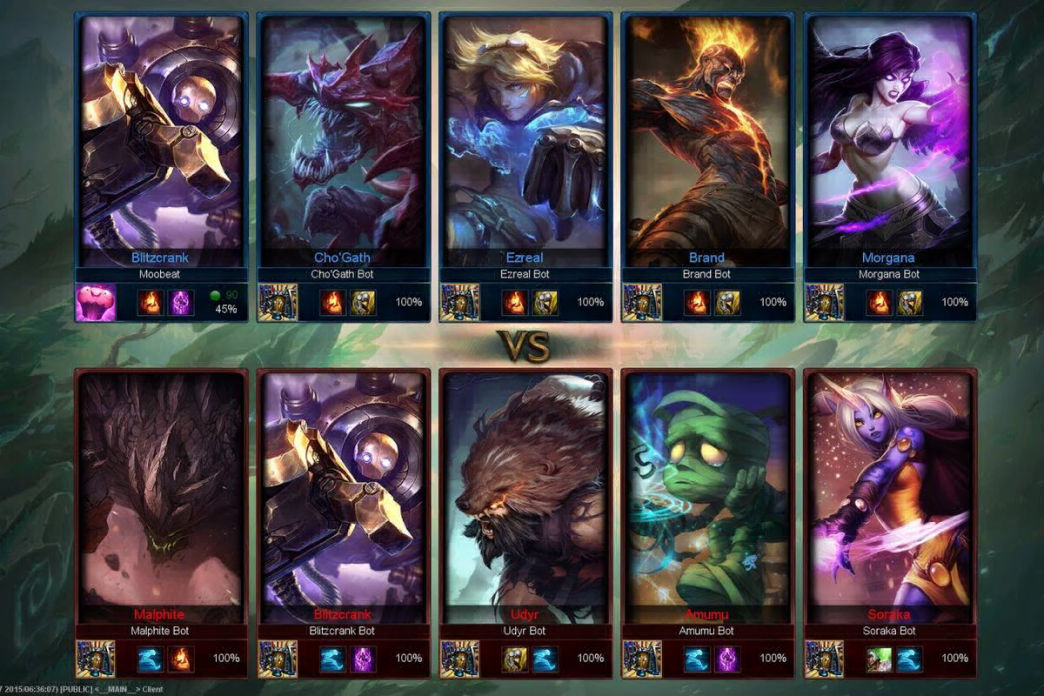 Blitzcrank
Moobeat
90
45%
Cho'Gath
Cho'Gath Bot
100%
Ezreal
Ezreal Bot
100%
Brand
Brand Bot
100%
Morgana
Morgana Bot
100%
VS
Malphite
Malphite Bot
100%
Blitzcrank
Blitzcrank Bot
100%
Udyr
Udyr Bot
100%
Amumu
Amumu Bot
100%
Soraka
Soraka Bot
100%
7 2015:06:36:07) [PUBLIC] <__MAIN__> Client